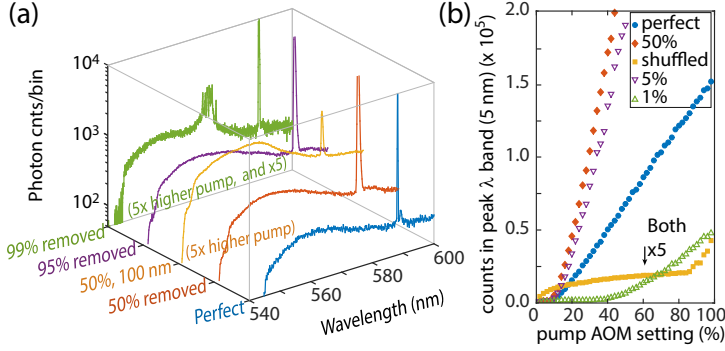 (a)
Photon cnts/bin
10⁴
10³
10²
(5x higher pump, and x5)
(5x higher pump)
99% removed
95% removed
50%, 100 nm
50% removed
Perfect
540
560
580
600
Wavelength (nm)
(b)
counts in peak λ band (5 nm) (x 10⁵)
2.0
1.5
1.0
0.5
0.0
perfect
50%
shuffled
5%
1%
Both
x5
0 20 40 60 80 100
pump AOM setting (%)